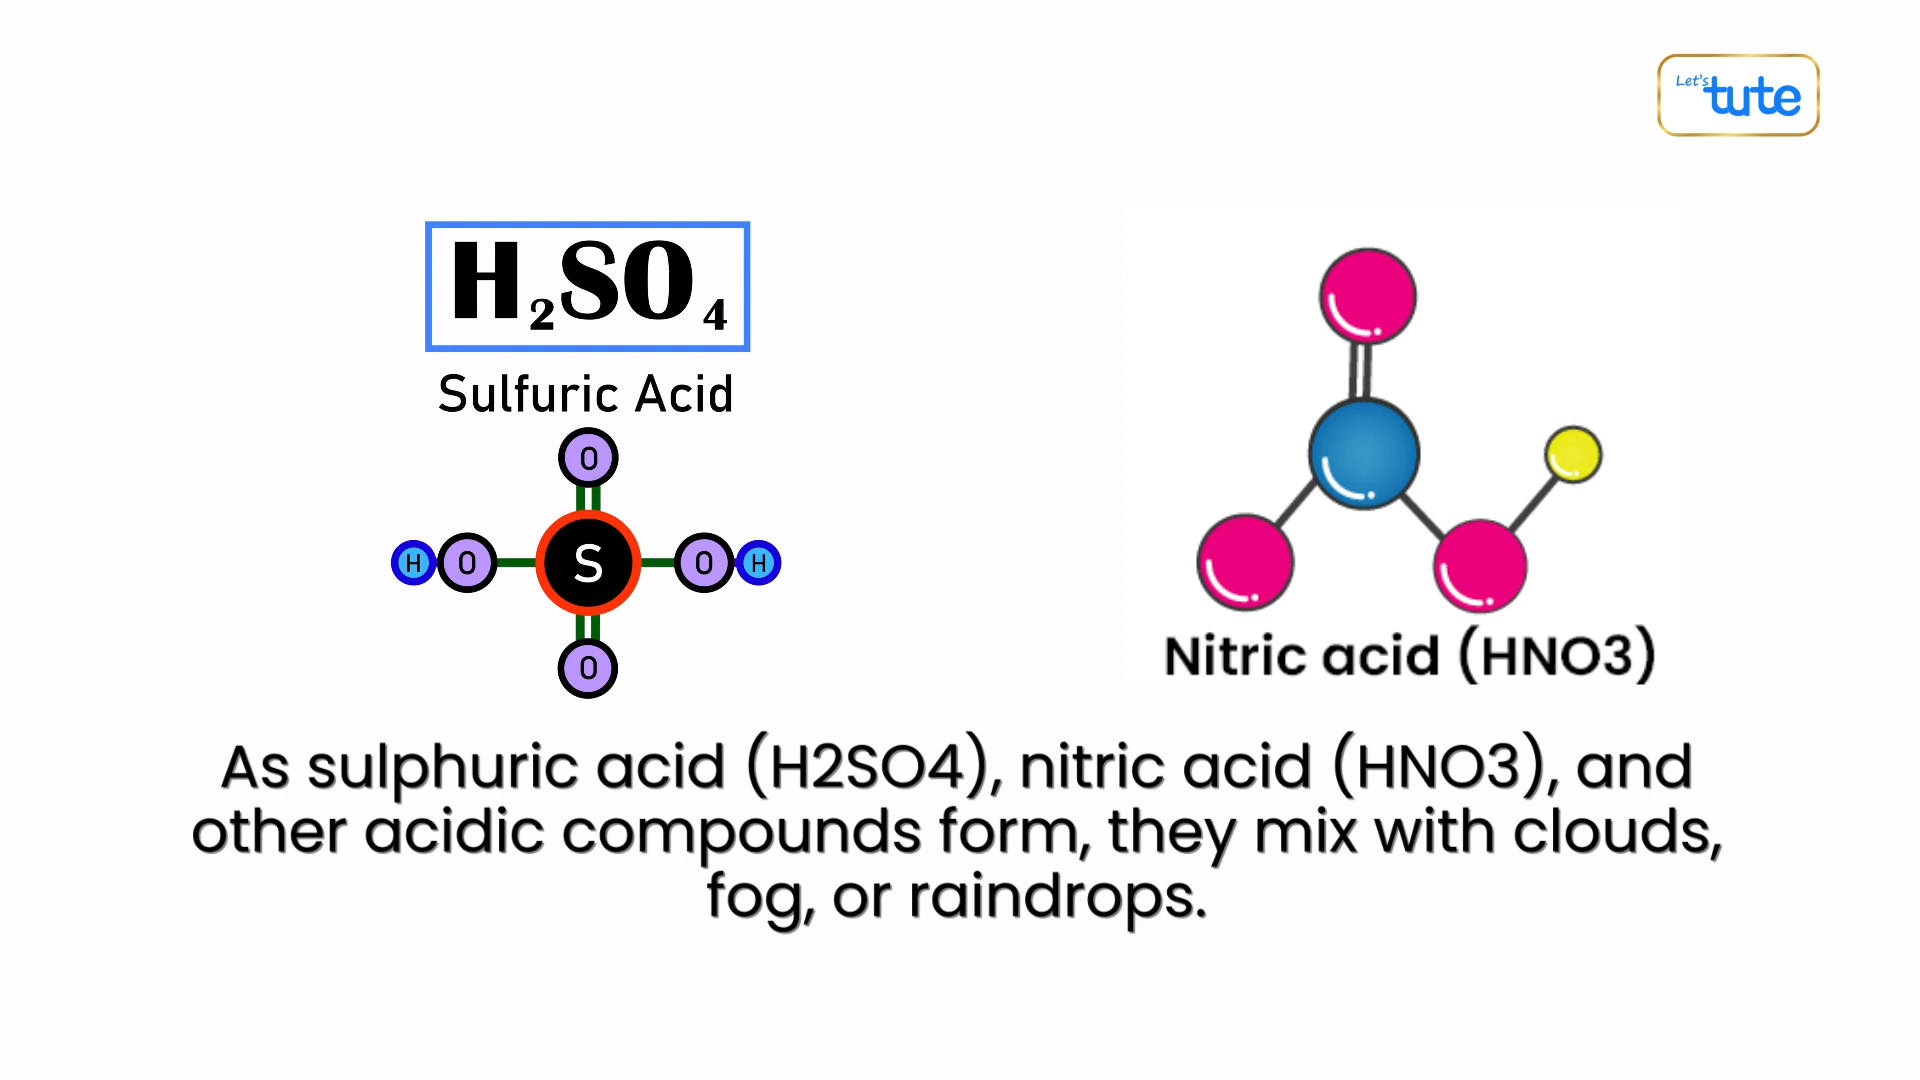 Let's
tute
H₂SO₄
Sulfuric Acid
O
H O S O H
O
Nitric acid (HNO3)
As sulphuric acid (H2SO4), nitric acid (HNO3), and
other acidic compounds form, they mix with clouds,
fog, or raindrops.